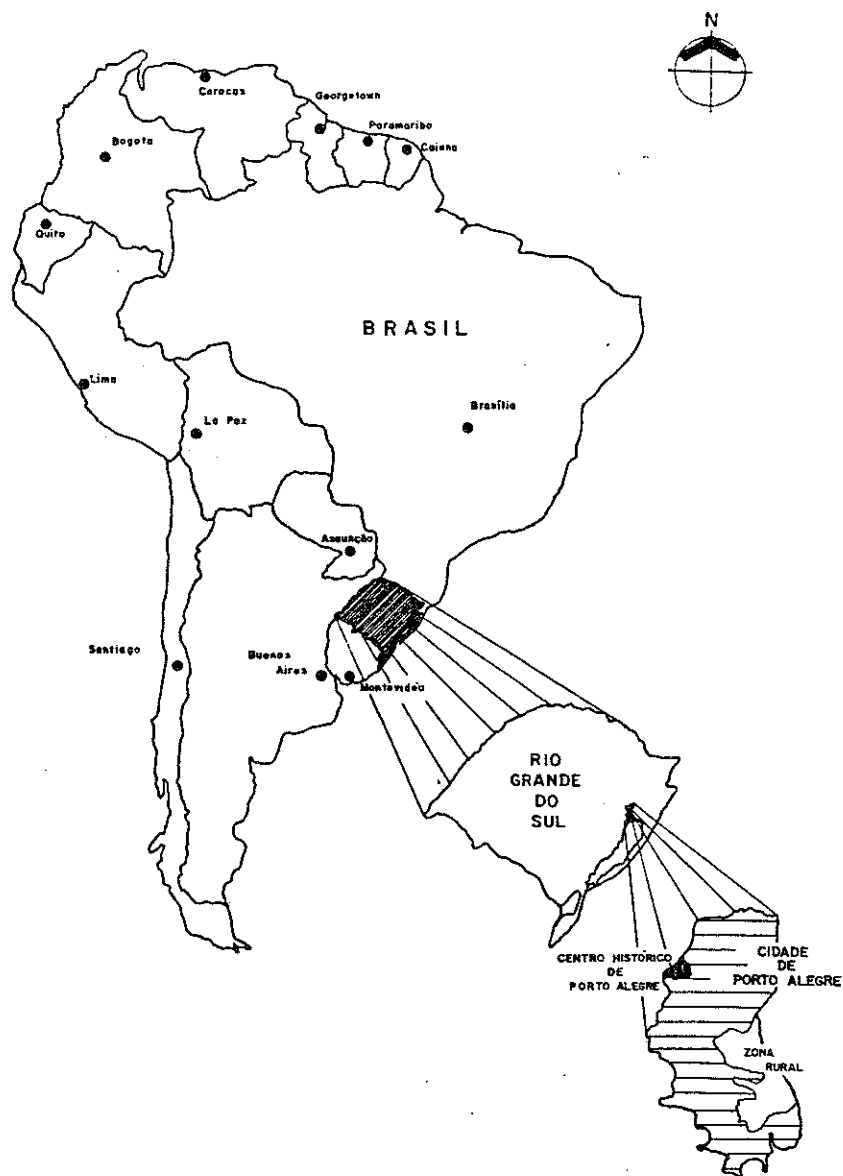 N
Caracas
Georgetown
Paramaribo
Caiena
Bogota
Quito
BRASIL
Lima
Brasília
La Paz
Assunção
Santiago
Buenos
Aires
Montevideo
RIO
GRANDE
DO
SUL
CENTRO HISTÓRICO
DE
PORTO ALEGRE
CIDADE
DE
PORTO ALEGRE
ZONA
RURAL